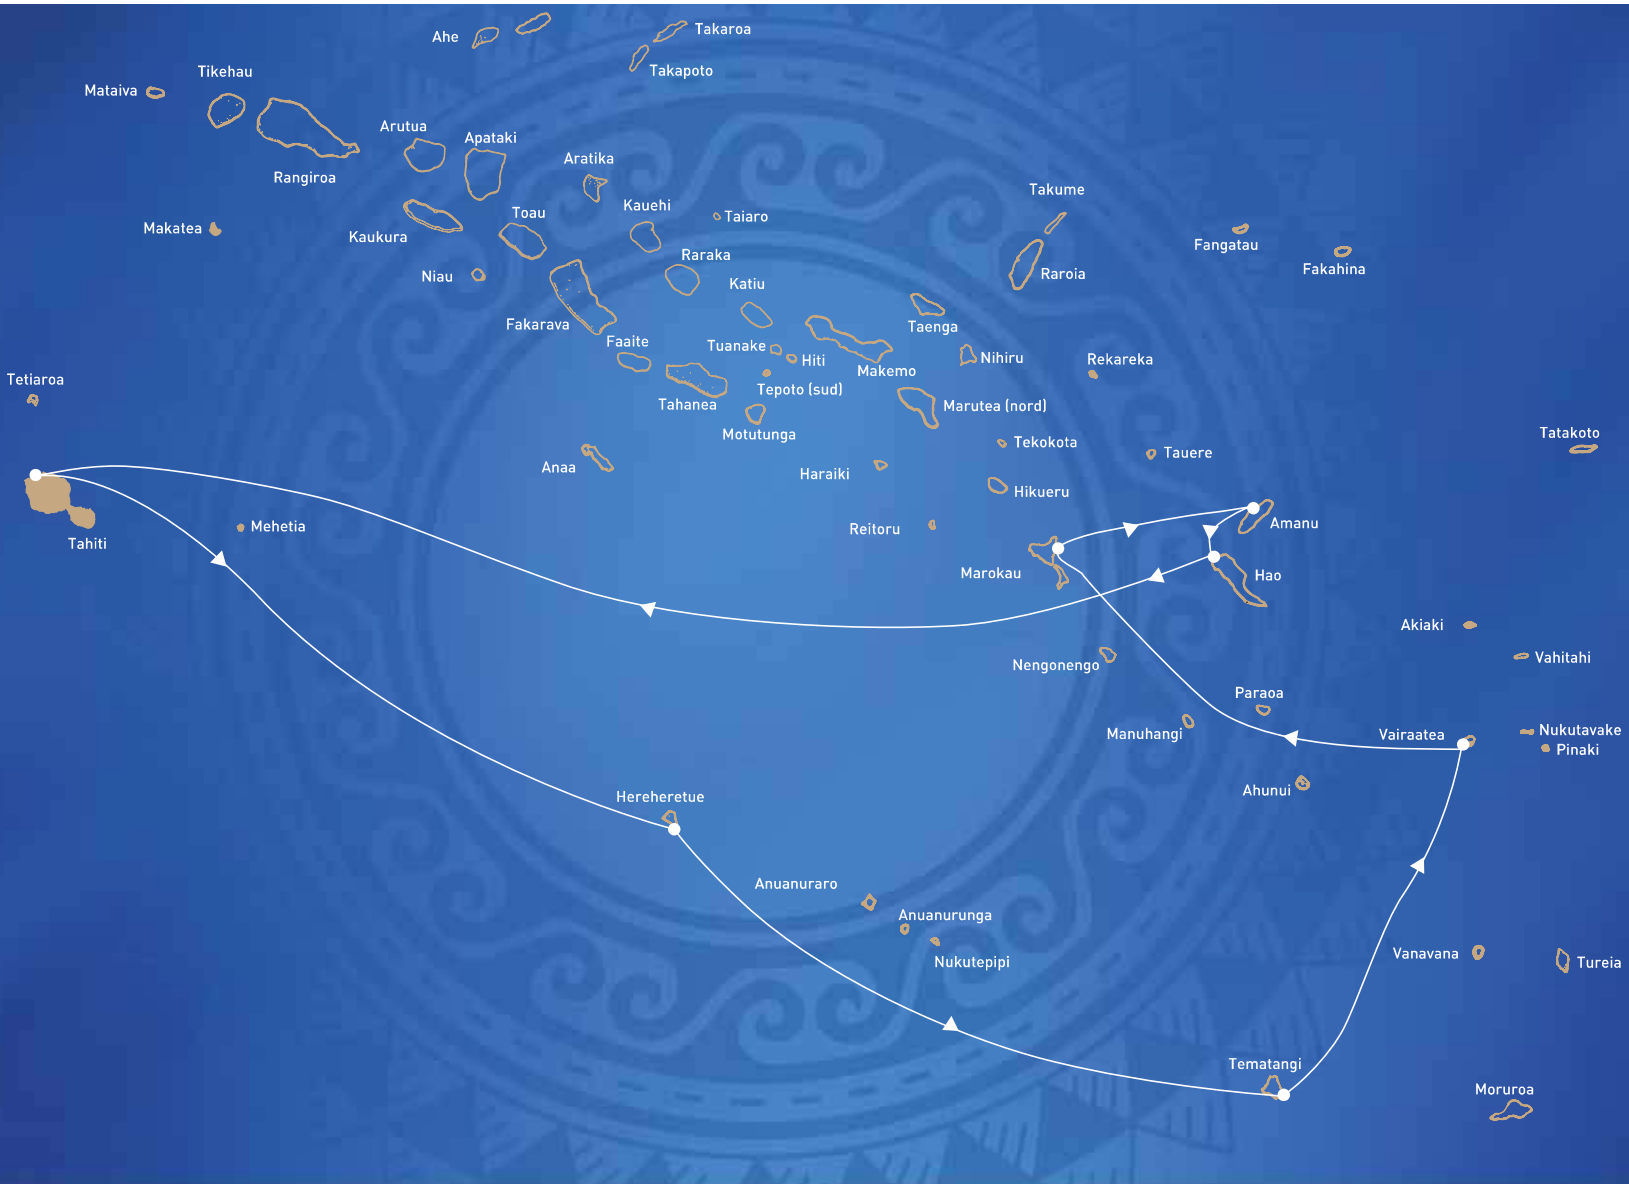 Ahe
Takaroa
Takapoto
Tikehau
Mataiva
Rangiroa
Arutua
Apataki
Aratika
Takume
Makatea
Kaukura
Toau
Kauehi
Taiaro
Fangatau
Fakahina
Niau
Raraka
Katiu
Raroia
Fakarava
Faaite
Tuanake
Hiti
Taenga
Nihiru
Rekareka
Makemo
Tetiaroa
Tepoto (sud)
Tahanea
Marutea (nord)
Motutunga
Tekokota
Tatakoto
Anaa
Haraiki
Tauere
Hikueru
Mehetia
Reitoru
Amanu
Tahiti
Marokau
Hao
Akiaki
Vahitahi
Nengonengo
Paraoa
Manuhangi
Vairaatea
Nukutavake
Pinaki
Ahunui
Hereheretue
Anuanuraro
Anuanurunga
Nukutepipi
Vanavana
Tureia
Tematangi
Moruroa